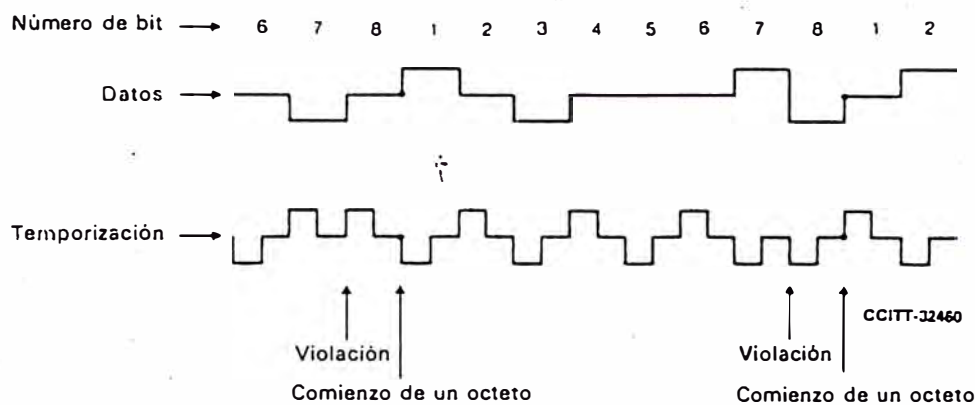 Número de bit → 6 7 8 1 2 3 4 5 6 7 8 1 2
Datos →
Temporización →
CCITT-32460
Violación Violación
Comienzo de un octeto Comienzo de un octeto